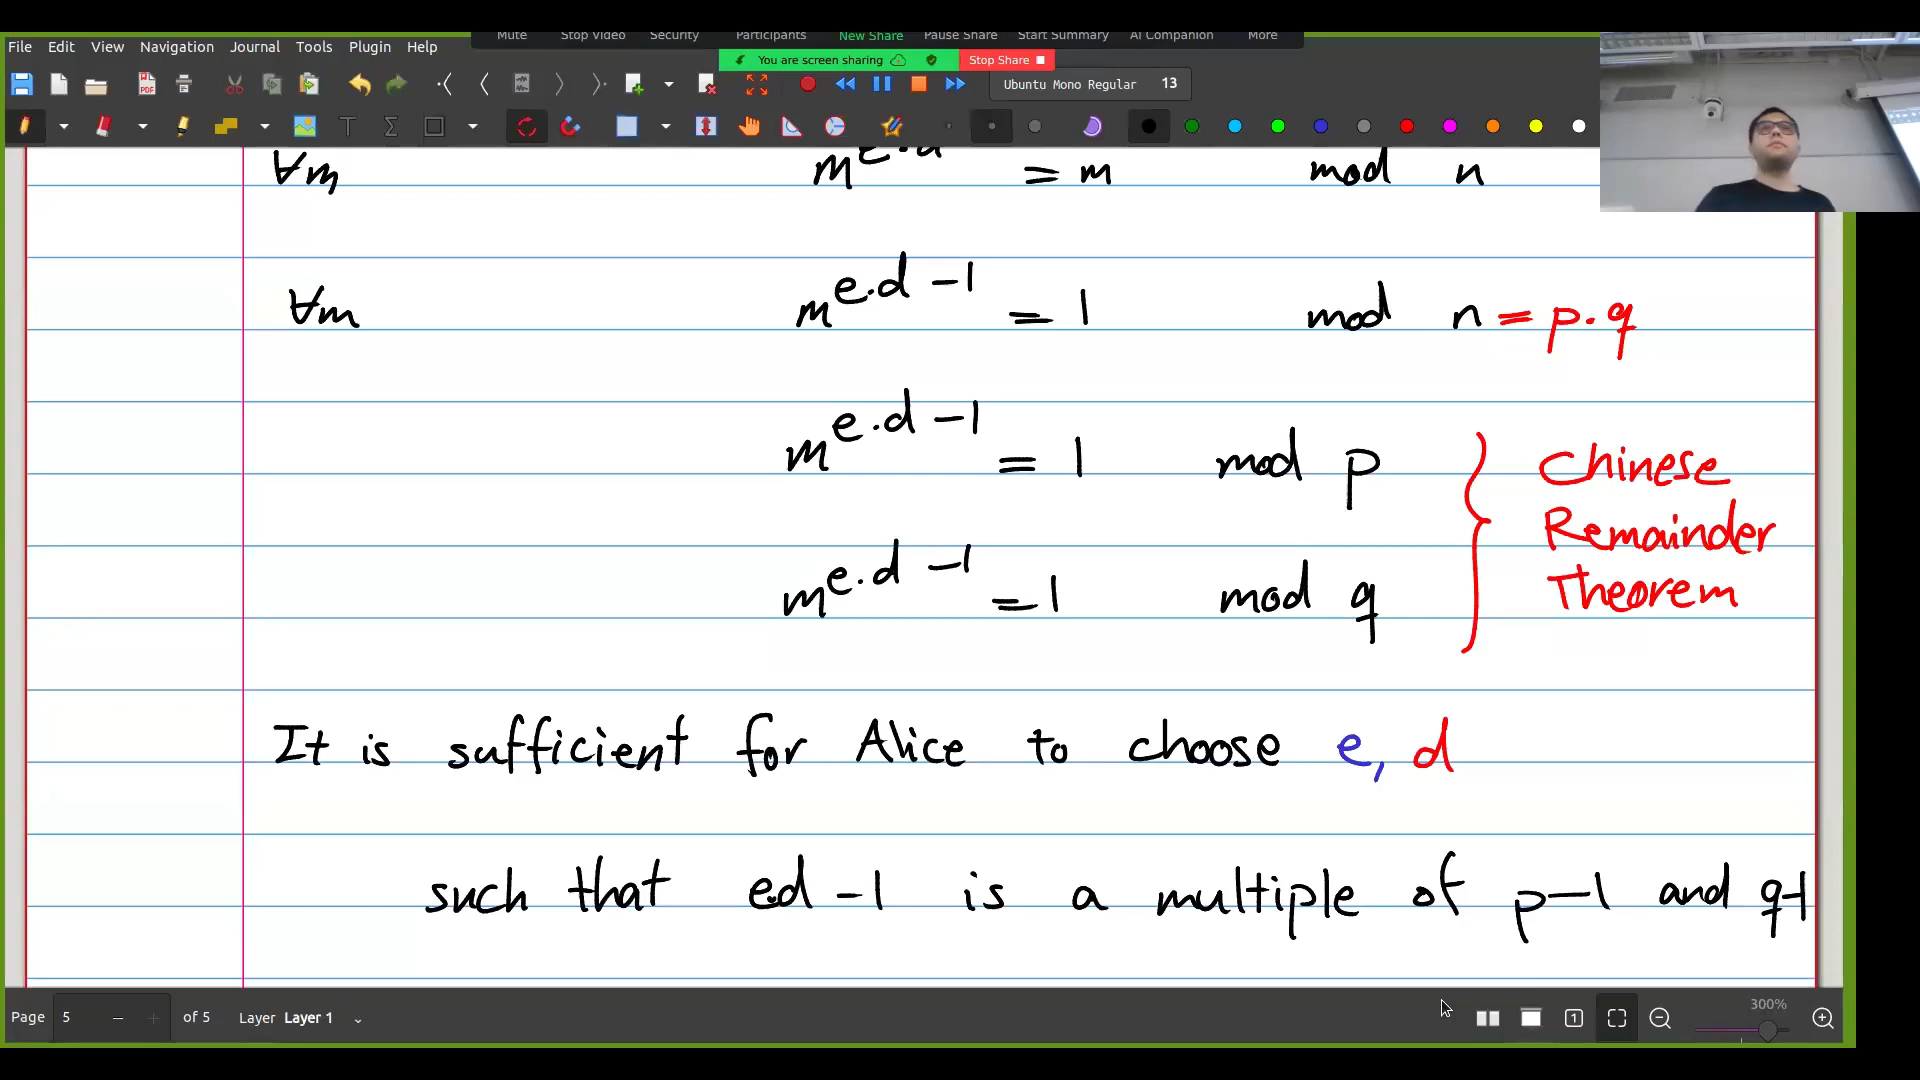 Mute Stop Video Security Participants New Share Pause Share Start Summary AI Companion More
File Edit View Navigation Journal Tools Plugin Help
You are screen sharing Stop Share
Ubuntu Mono Regular 13
∀m m^{e.d} = m mod n
∀m m^{e.d -1} = 1 mod n = p.q
m^{e.d -1} = 1 mod p
m^{e.d -1} = 1 mod q
Chinese
Remainder
Theorem
It is sufficient for Alice to choose e, d
such that ed -1 is a multiple of p-1 and q-1
Page 5 of 5 Layer Layer 1 300%